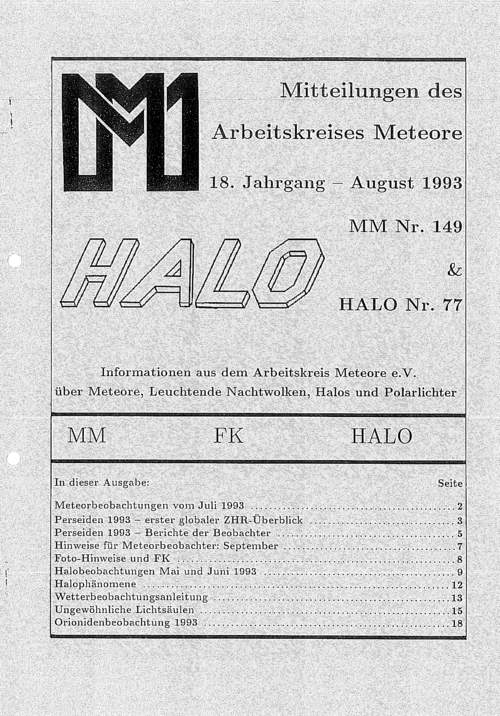 MM
Mitteilungen des
Arbeitskreises Meteore
18. Jahrgang – August 1993
MM Nr. 149
HALO
&
HALO Nr. 77
Informationen aus dem Arbeitskreis Meteore e.V.
über Meteore, Leuchtende Nachtwolken, Halos und Polarlichter
MM FK HALO
In dieser Ausgabe: Seite
Meteorbeobachtungen vom Juli 1993 ........ 2
Perseiden 1993 – erster globaler ZHR-Überblick ........ 3
Perseiden 1993 – Berichte der Beobachter ........ 5
Hinweise für Meteorbeobachter: September ........ 7
Foto-Hinweise und FK ........ 8
Halobeobachtungen Mai und Juni 1993 ........ 9
Halophänomene ........ 12
Wetterbeobachtungsanleitung ........ 13
Ungewöhnliche Lichtsäulen ........ 15
Orionidenbeobachtung 1993 ........ 18